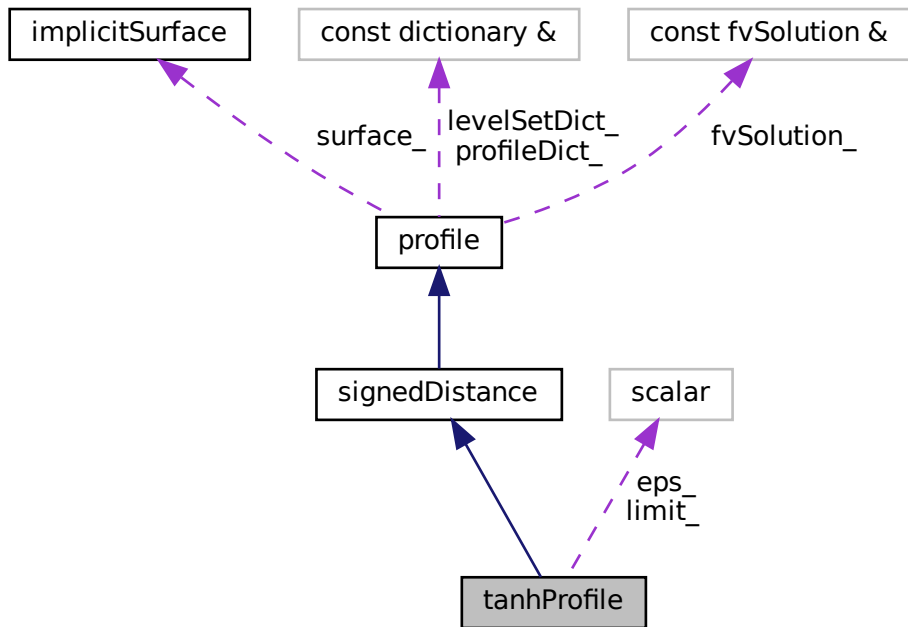 implicitSurface
const dictionary &
const fvSolution &
surface_
levelSetDict_
profileDict_
fvSolution_
profile
signedDistance
scalar
eps_
limit_
tanhProfile